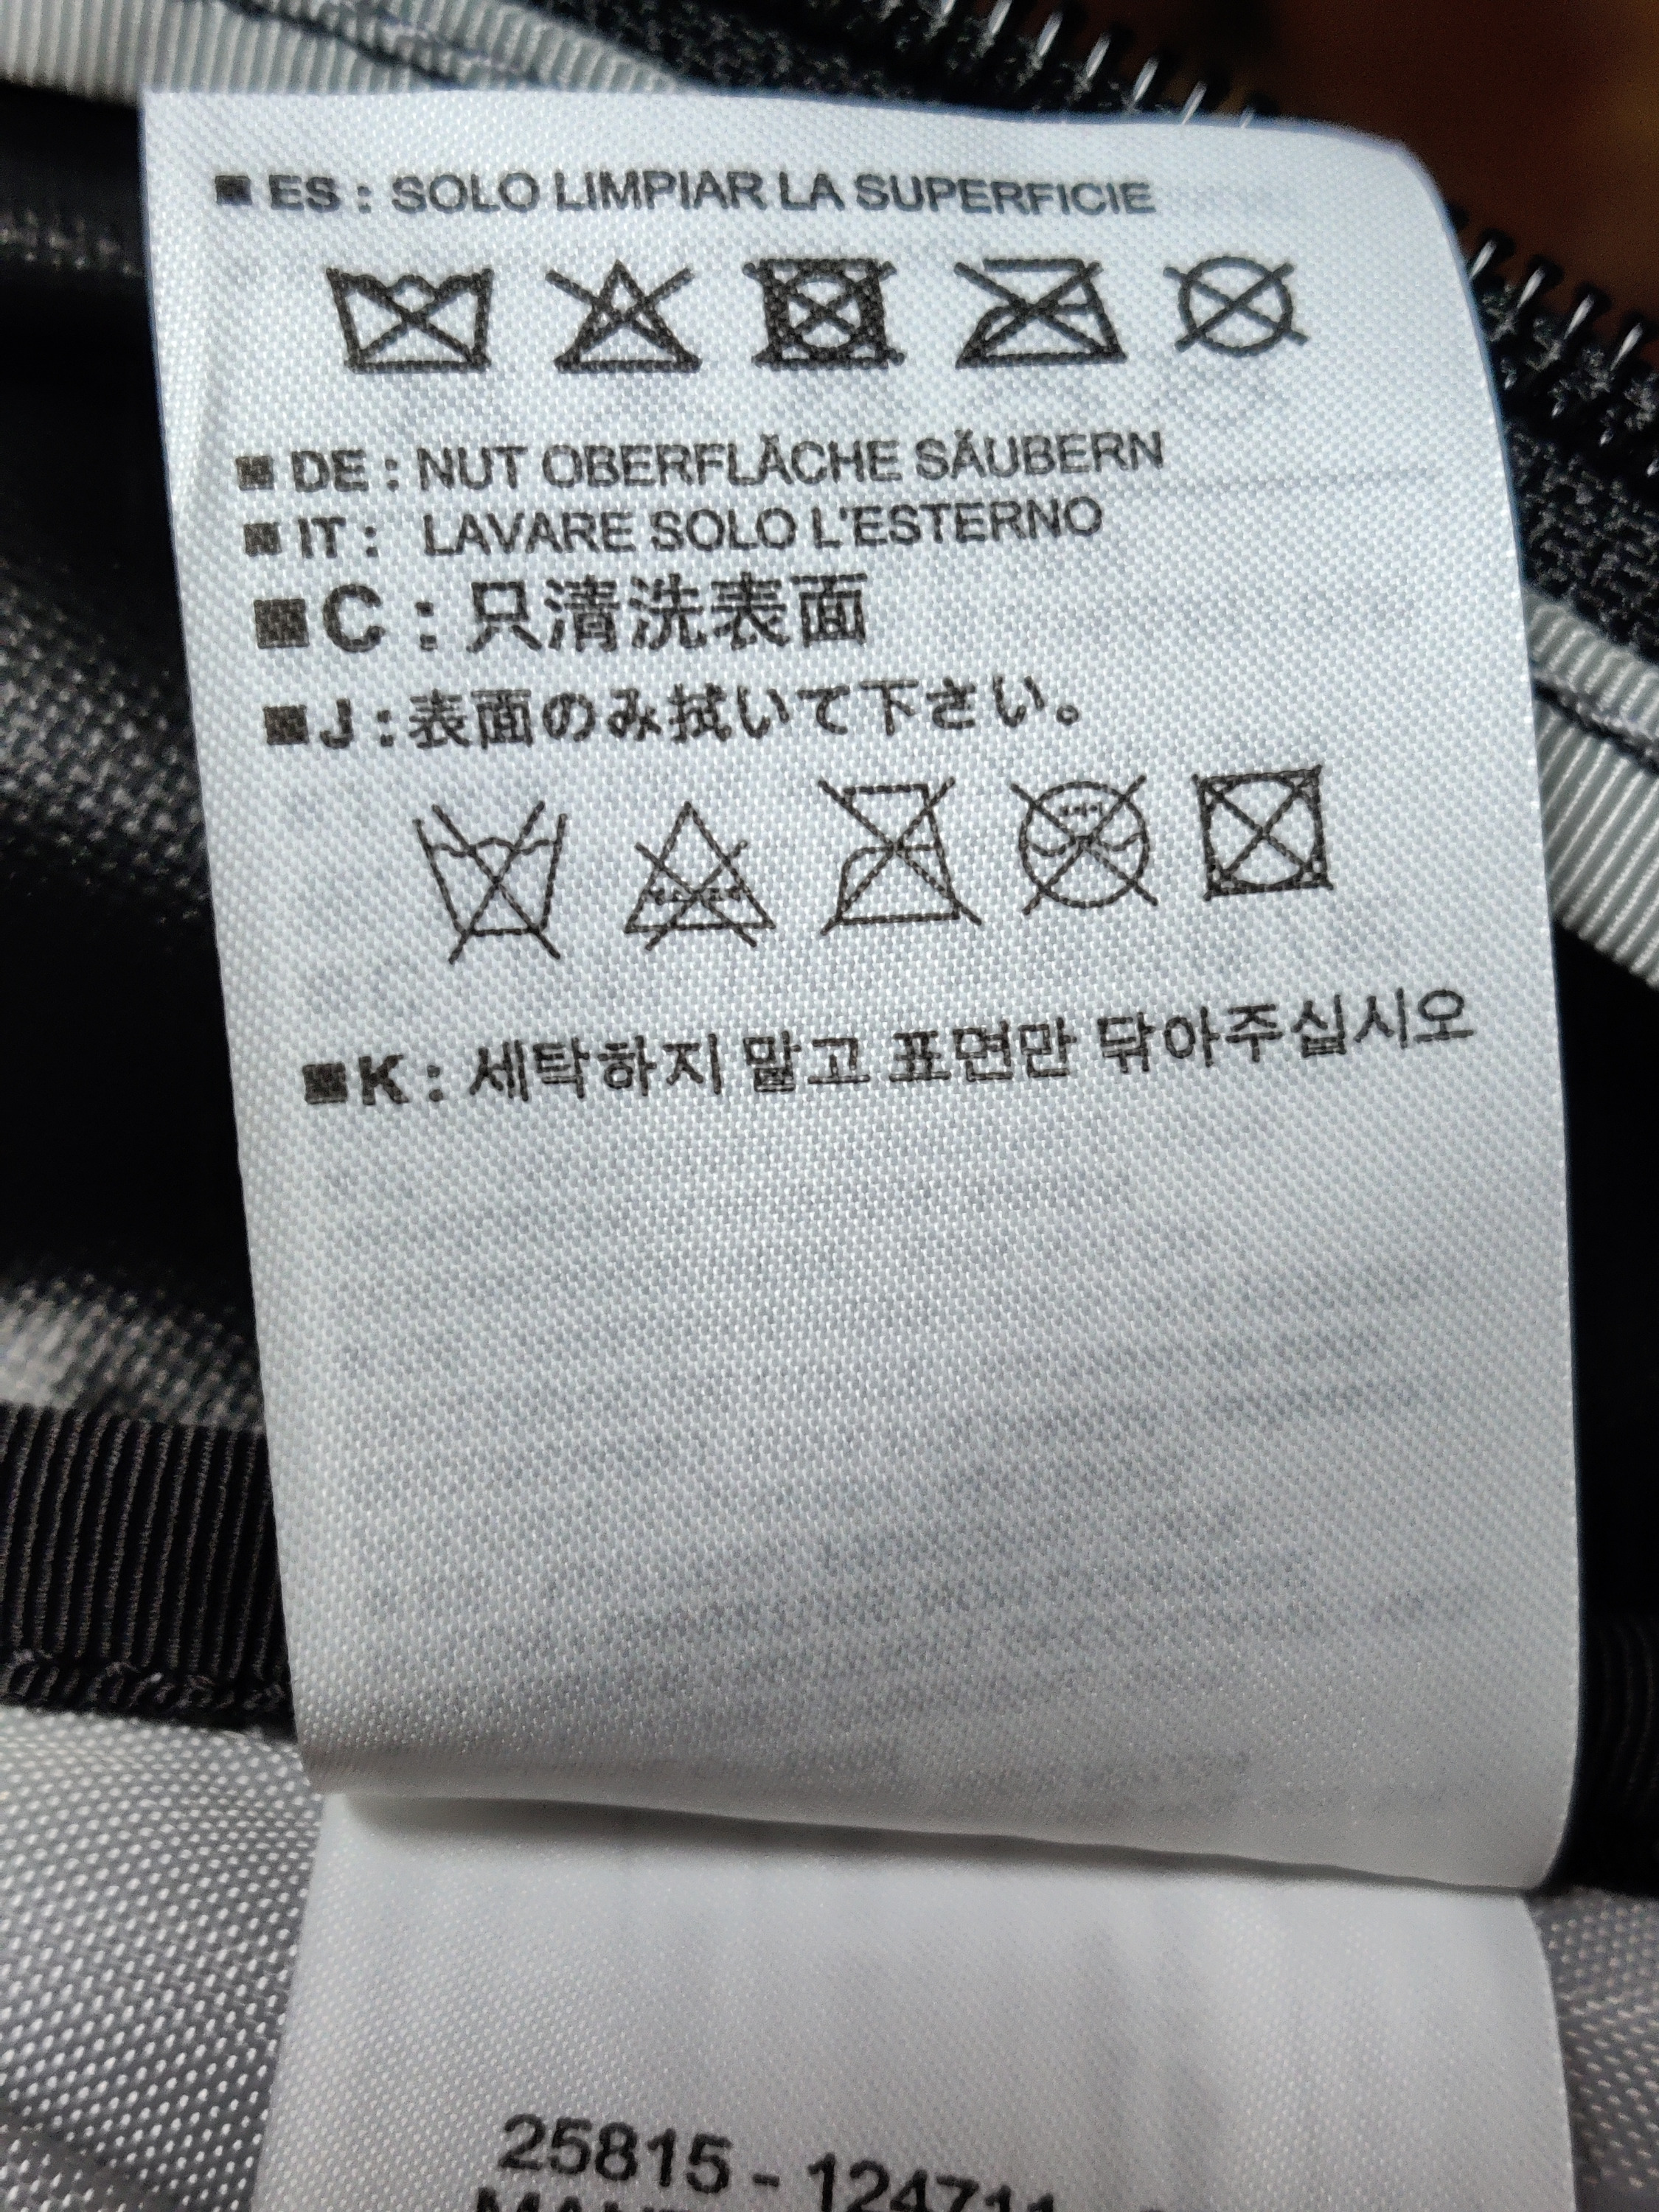 ■ ES : SOLO LIMPIAR LA SUPERFICIE
■ DE : NUT OBERFLÄCHE SÄUBERN
■ IT : LAVARE SOLO L'ESTERNO
■C : 只清洗表面
■J : 表面のみ拭いて下さい。
■K : 세탁하지 말고 표면만 닦아주십시오
25815 - 124711